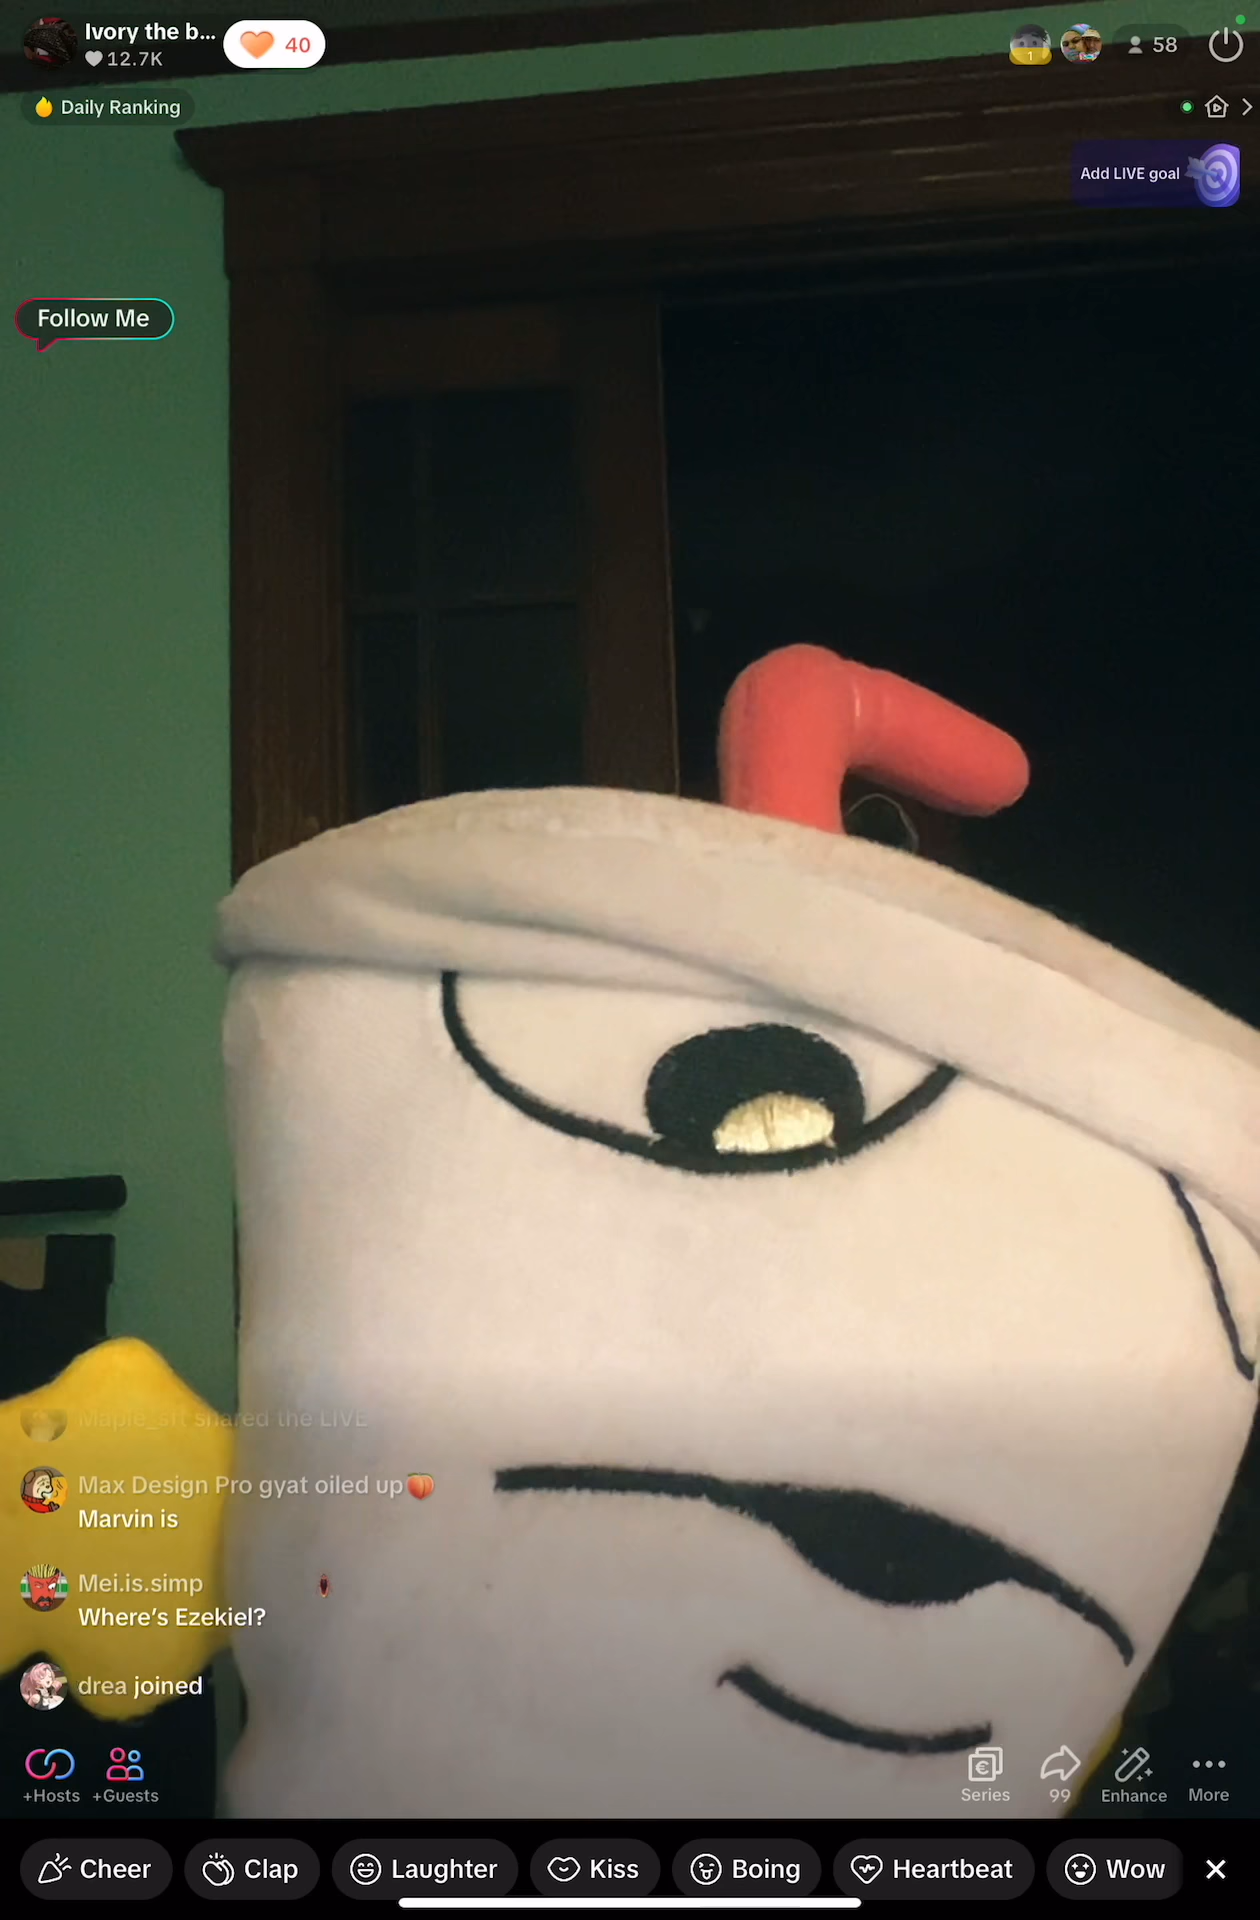 Ivory the b...
12.7K
40
1
58
Daily Ranking
Add LIVE goal
Follow Me
Maple_sft shared the LIVE
Max Design Pro gyat oiled up🍑
Marvin is
Mei.is.simp
Where's Ezekiel?
drea joined
+Hosts
+Guests
Series
99
Enhance
More
Cheer
Clap
Laughter
Kiss
Boing
Heartbeat
Wow